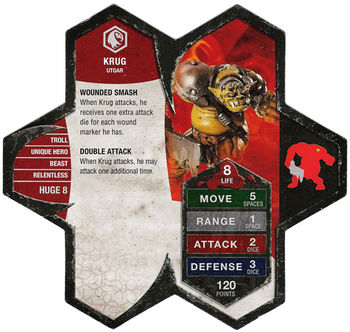 KRUG
UTGAR
WOUNDED SMASH
When Krug attacks, he
receives one extra attack
die for each wound
marker he has.
DOUBLE ATTACK
When Krug attacks, he may
attack one additional time.
TROLL
UNIQUE HERO
BEAST
RELENTLESS
HUGE 8
8
LIFE
MOVE 5 SPACES
RANGE 1 SPACE
ATTACK 2 DICE
DEFENSE 3 DICE
120
POINTS